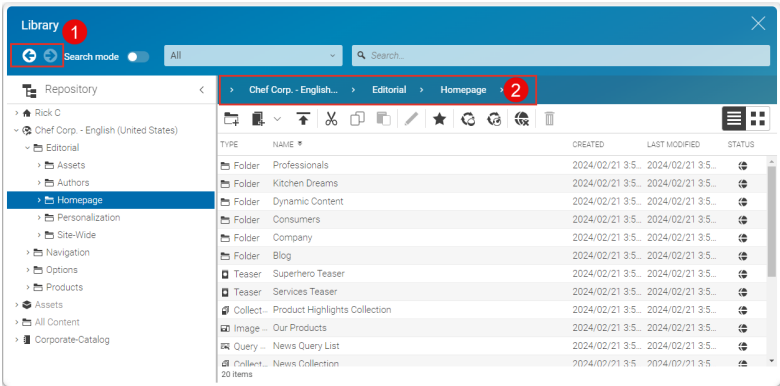 Library
1
Search mode All Search...
Repository
Chef Corp. - English... › Editorial › Homepage ›
2
› Rick C
Chef Corp. - English (United States)
Editorial
› Assets
› Authors
› Homepage
› Personalization
› Site-Wide
› Navigation
› Options
› Products
› Assets
› All Content
› Corporate-Catalog
TYPE NAME CREATED LAST MODIFIED STATUS
Folder Professionals 2024/02/21 3:5... 2024/02/21 3:5...
Folder Kitchen Dreams 2024/02/21 3:5... 2024/02/21 3:5...
Folder Dynamic Content 2024/02/21 3:5... 2024/02/21 3:5...
Folder Consumers 2024/02/21 3:5... 2024/02/21 3:5...
Folder Company 2024/02/21 3:5... 2024/02/21 3:5...
Folder Blog 2024/02/21 3:5... 2024/02/21 3:5...
Teaser Superhero Teaser 2024/02/21 3:5... 2024/02/21 3:5...
Teaser Services Teaser 2024/02/21 3:5... 2024/02/21 3:5...
Collect... Product Highlights Collection 2024/02/21 3:5... 2024/02/21 3:5...
Image ... Our Products 2024/02/21 3:5... 2024/02/21 3:5...
Query ... News Query List 2024/02/21 3:5... 2024/02/21 3:5...
Collect... News Collection 2024/02/21 3:5... 2024/02/21 3:5...
20 items